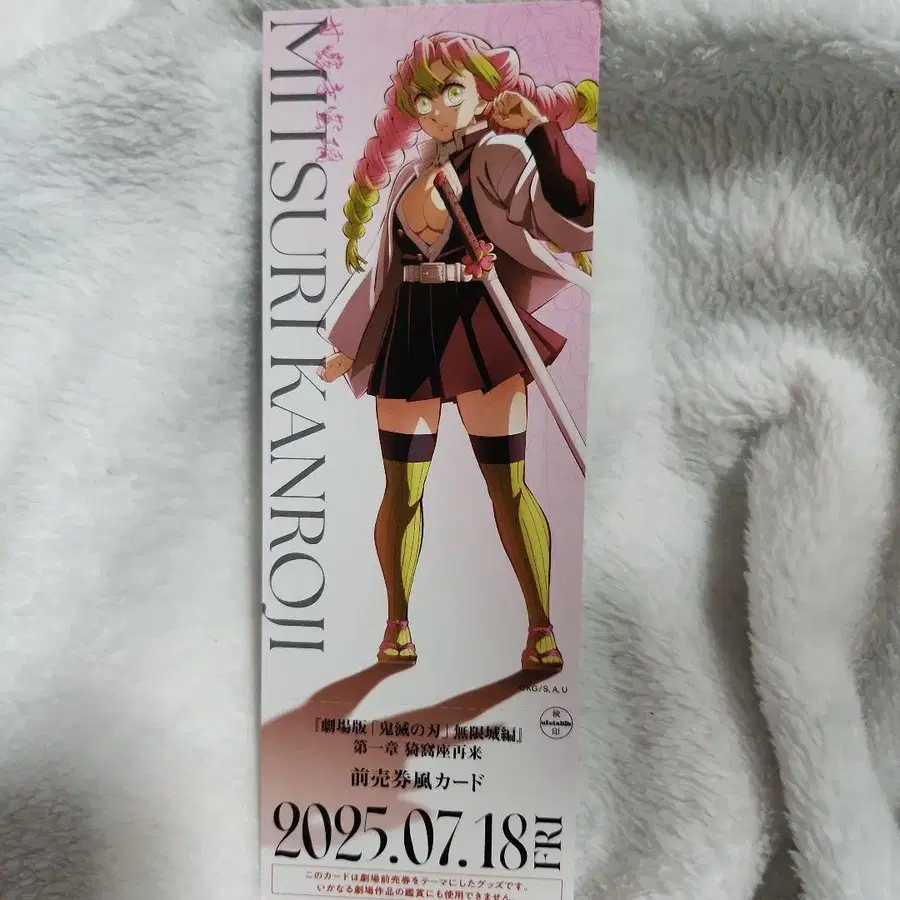 MITSURI KANROJI
甘露寺蜜璃
©KG/S,A,U
検
ufotable
印
『劇場版「鬼滅の刃」無限城編』
第一章 猗窩座再来
前売券風カード
2025.07.18 FRI
このカードは劇場前売券をテーマにしたグッズです。
いかなる劇場作品の鑑賞にも使用できません。